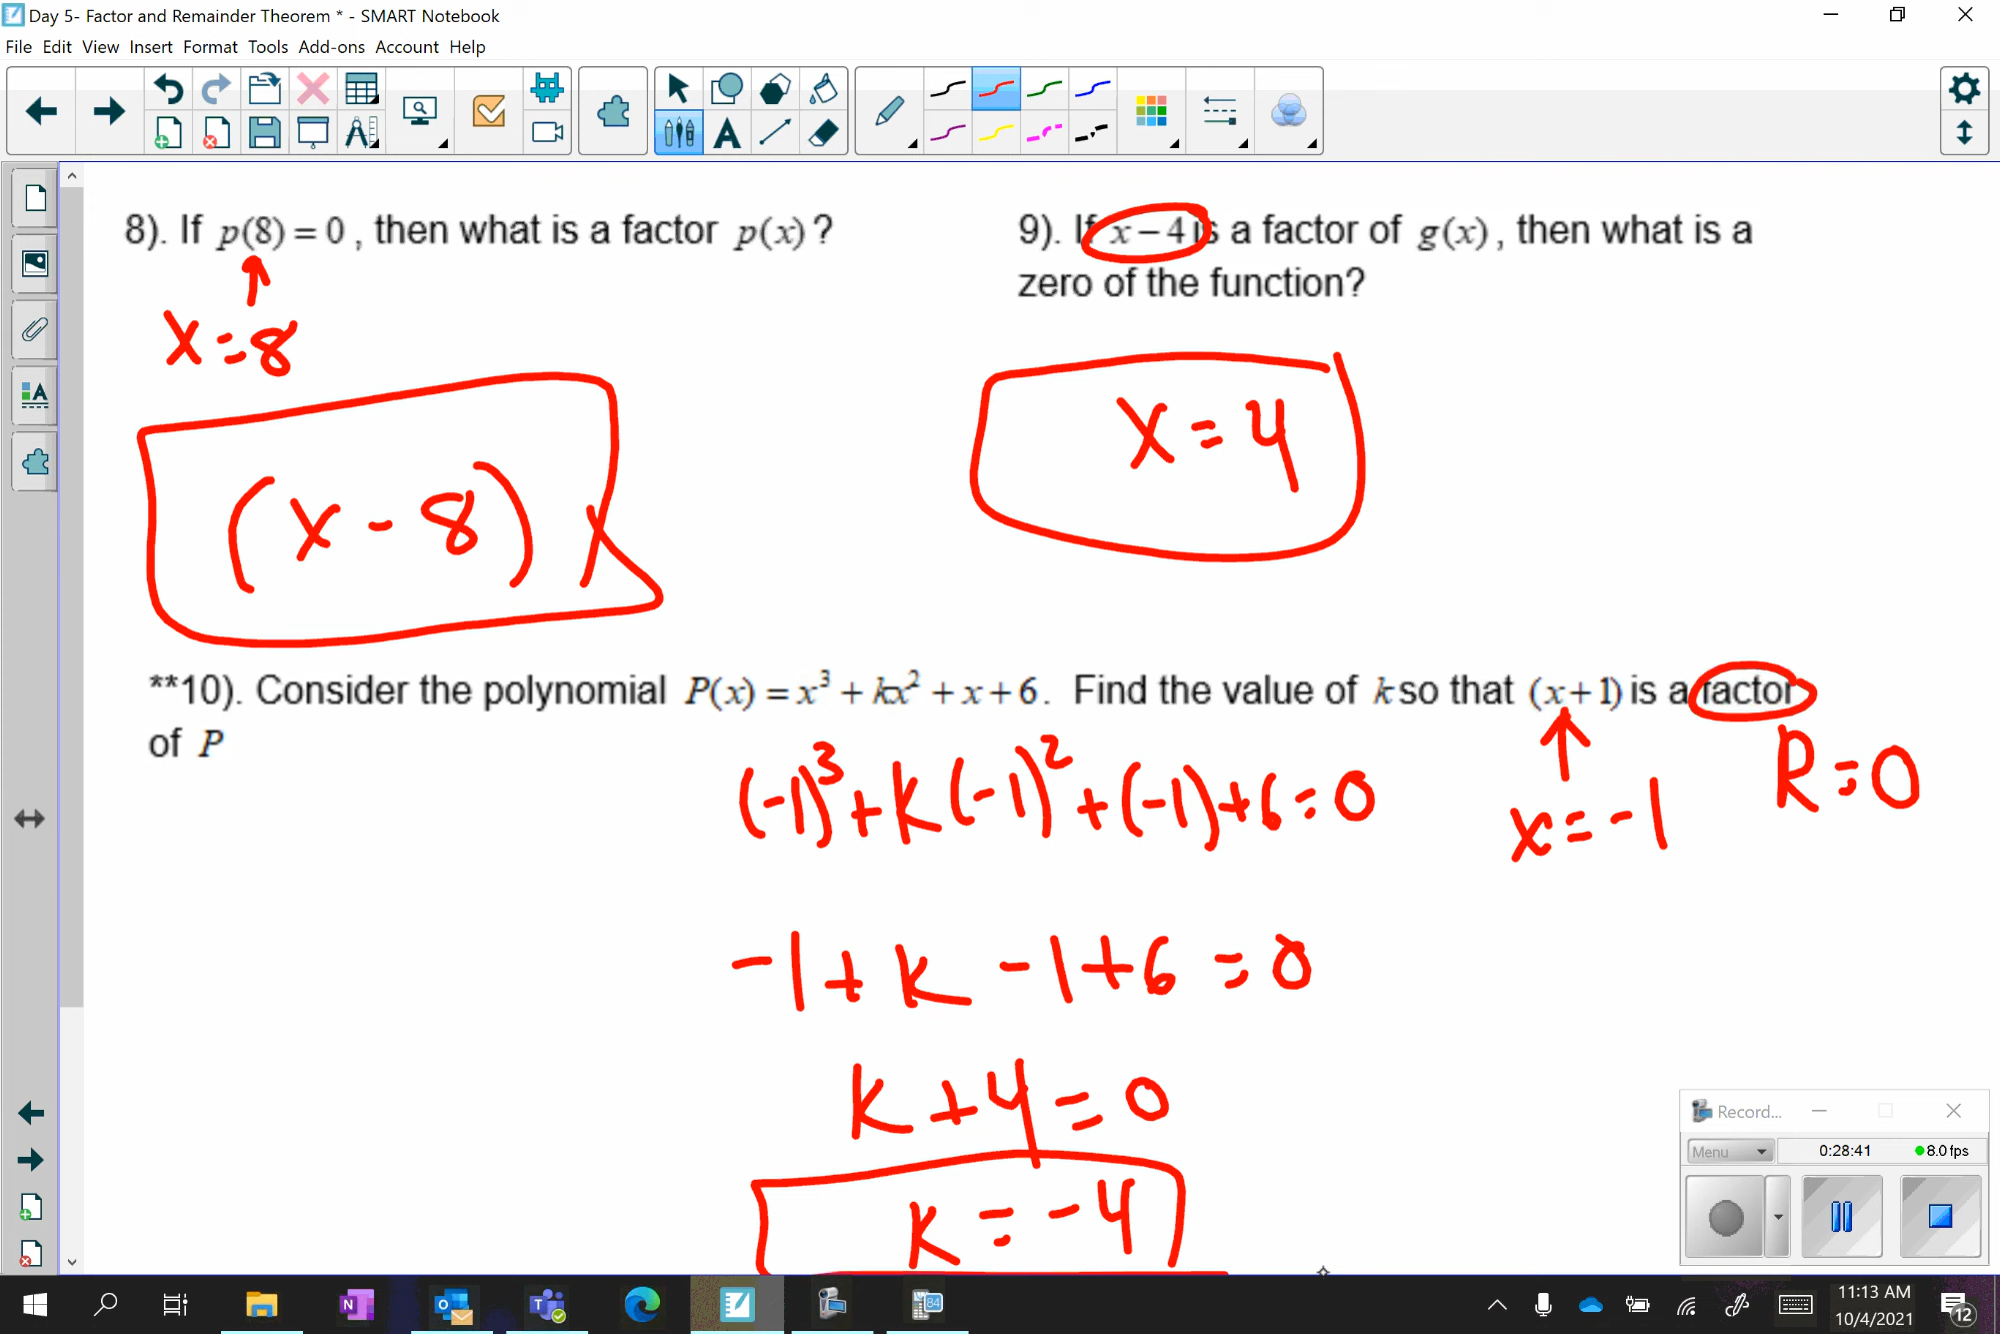 Day 5- Factor and Remainder Theorem * - SMART Notebook
File Edit View Insert Format Tools Add-ons Account Help
8). If p(8) = 0 , then what is a factor p(x) ?
x = 8
(x - 8)
9). If x − 4 is a factor of g(x) , then what is a
zero of the function?
x = 4
**10). Consider the polynomial P(x) = x³ + kx² + x + 6. Find the value of k so that (x+1) is a factor
of P
(-1)³ + k(-1)² + (-1) + 6 = 0
x = -1
R = 0
-1 + k - 1 + 6 = 0
k + 4 = 0
k = -4
Record...
Menu
0:28:41
8.0 fps
84
11:13 AM
10/4/2021
12